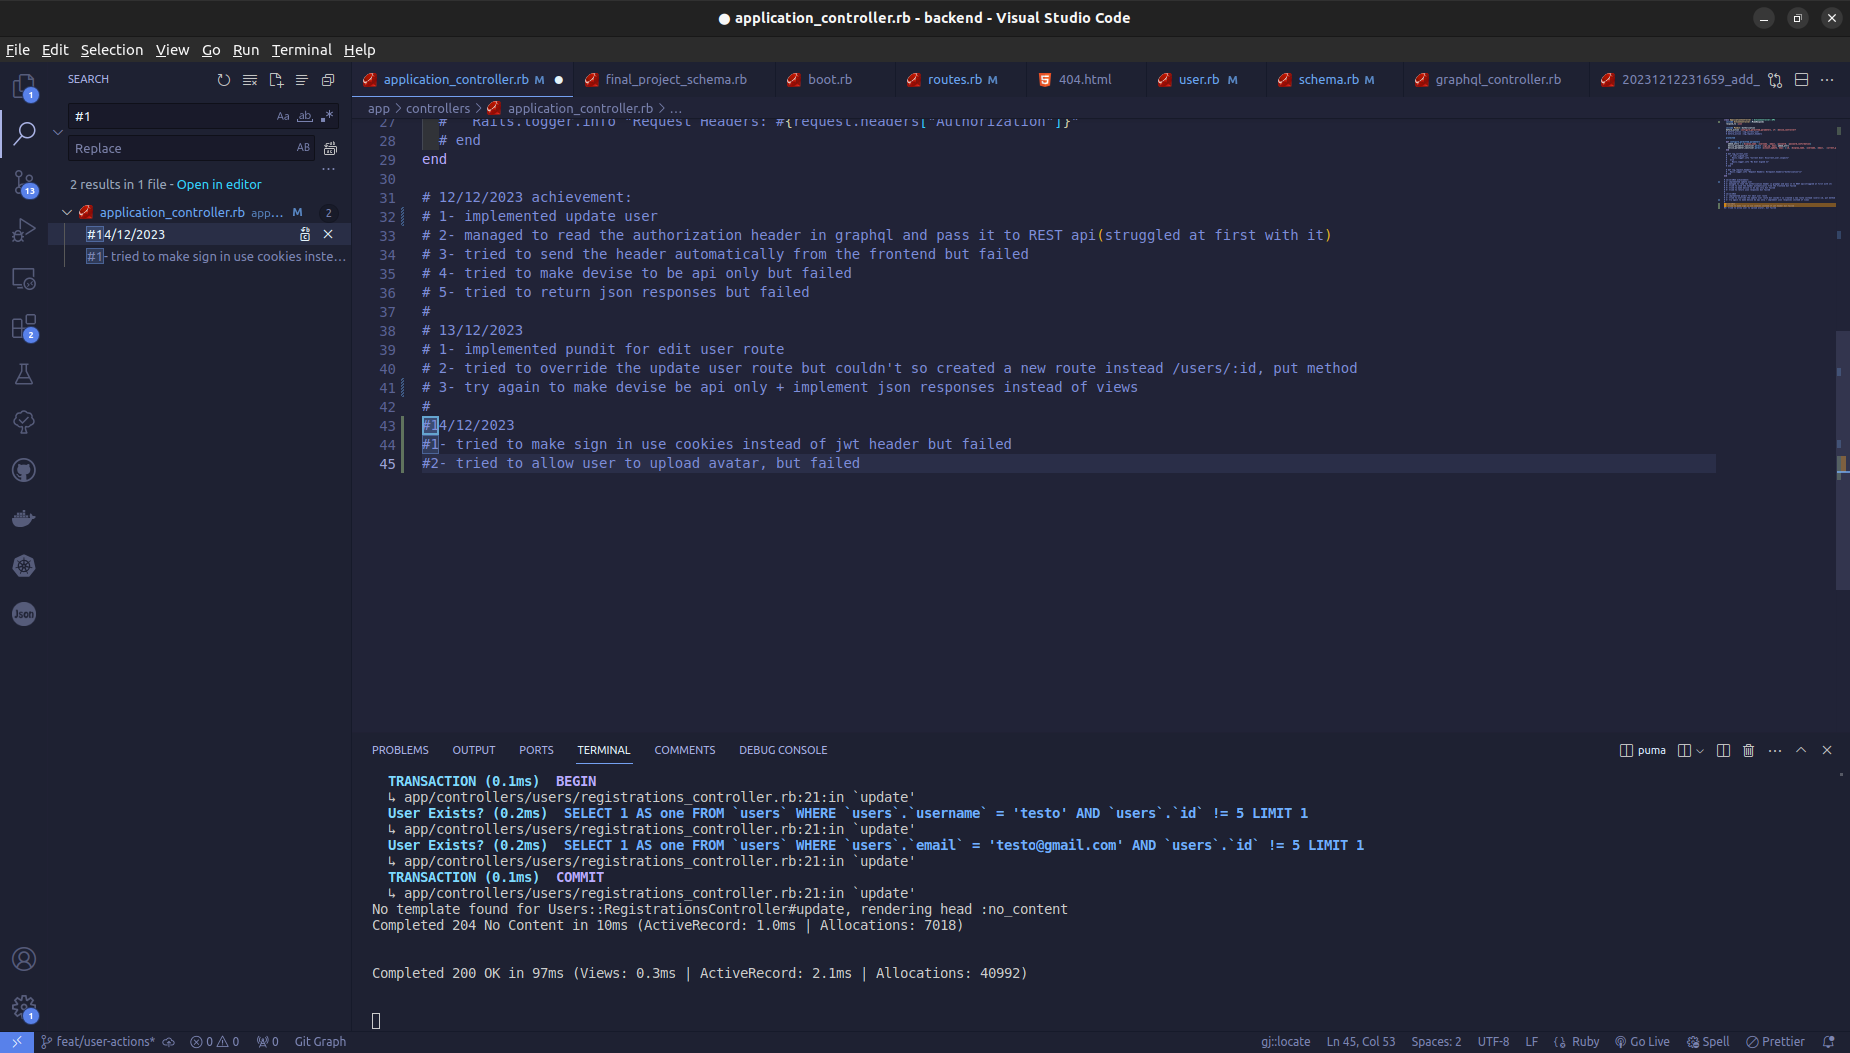 application_controller.rb - backend - Visual Studio Code
File Edit Selection View Go Run Terminal Help
SEARCH
application_controller.rb M
final_project_schema.rb
boot.rb
routes.rb M
404.html
user.rb M
schema.rb M
graphql_controller.rb
20231212231659_add_
1
#1
Aa ab .*
app > controllers > application_controller.rb > ...
Replace
AB
2 results in 1 file - Open in editor
13
application_controller.rb app... M 2
#14/12/2023
#1- tried to make sign in use cookies inste...
2
Json
27 # Rails.logger.info "Request Headers: #{request.headers["Authorization"]}"
28 # end
29 end
30
31 # 12/12/2023 achievement:
32 # 1- implemented update user
33 # 2- managed to read the authorization header in graphql and pass it to REST api(struggled at first with it)
34 # 3- tried to send the header automatically from the frontend but failed
35 # 4- tried to make devise to be api only but failed
36 # 5- tried to return json responses but failed
37 #
38 # 13/12/2023
39 # 1- implemented pundit for edit user route
40 # 2- tried to override the update user route but couldn't so created a new route instead /users/:id, put method
41 # 3- try again to make devise be api only + implement json responses instead of views
42 #
43 #14/12/2023
44 #1- tried to make sign in use cookies instead of jwt header but failed
45 #2- tried to allow user to upload avatar, but failed
PROBLEMS OUTPUT PORTS TERMINAL COMMENTS DEBUG CONSOLE
puma
TRANSACTION (0.1ms) BEGIN
↳ app/controllers/users/registrations_controller.rb:21:in `update'
User Exists? (0.2ms) SELECT 1 AS one FROM `users` WHERE `users`.`username` = 'testo' AND `users`.`id` != 5 LIMIT 1
↳ app/controllers/users/registrations_controller.rb:21:in `update'
User Exists? (0.2ms) SELECT 1 AS one FROM `users` WHERE `users`.`email` = 'testo@gmail.com' AND `users`.`id` != 5 LIMIT 1
↳ app/controllers/users/registrations_controller.rb:21:in `update'
TRANSACTION (0.1ms) COMMIT
↳ app/controllers/users/registrations_controller.rb:21:in `update'
No template found for Users::RegistrationsController#update, rendering head :no_content
Completed 204 No Content in 10ms (ActiveRecord: 1.0ms | Allocations: 7018)
Completed 200 OK in 97ms (Views: 0.3ms | ActiveRecord: 2.1ms | Allocations: 40992)
1
feat/user-actions* 0 0 0 Git Graph
gj::locate Ln 45, Col 53 Spaces: 2 UTF-8 LF Ruby Go Live Spell Prettier